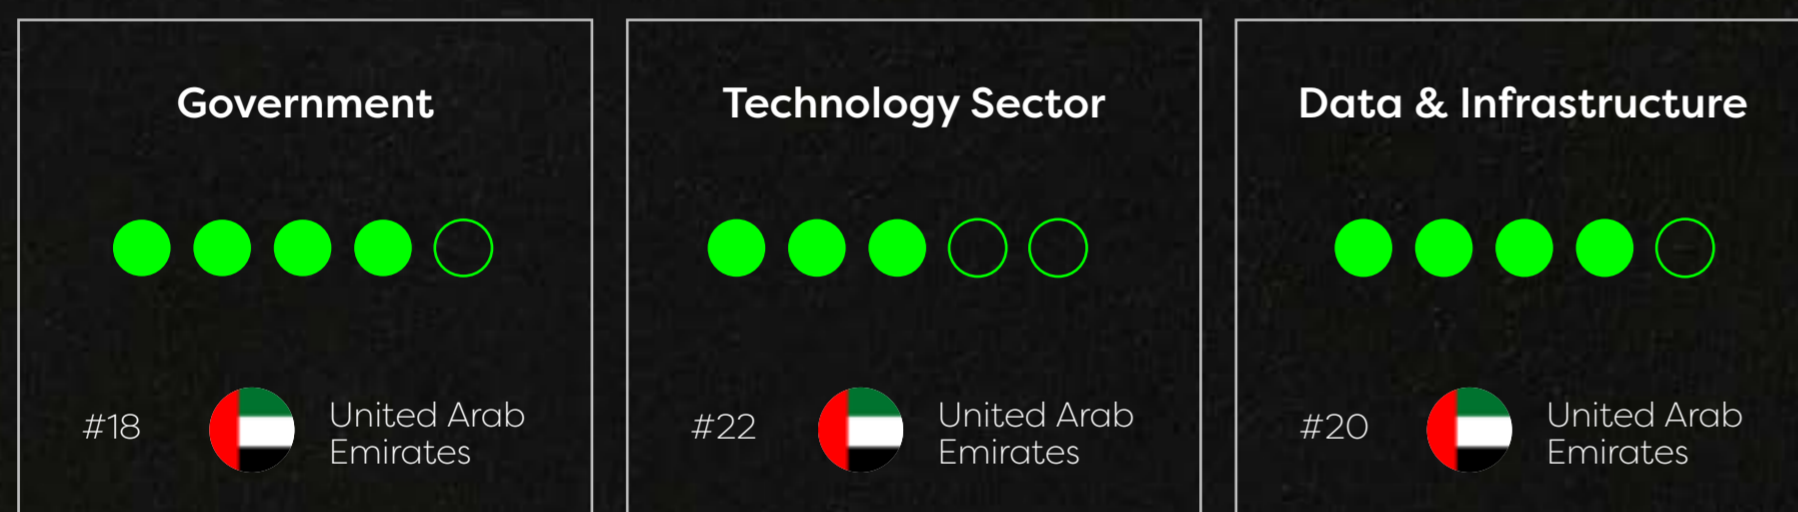 Government
#18
United Arab
Emirates
Technology Sector
#22
United Arab
Emirates
Data & Infrastructure
#20
United Arab
Emirates